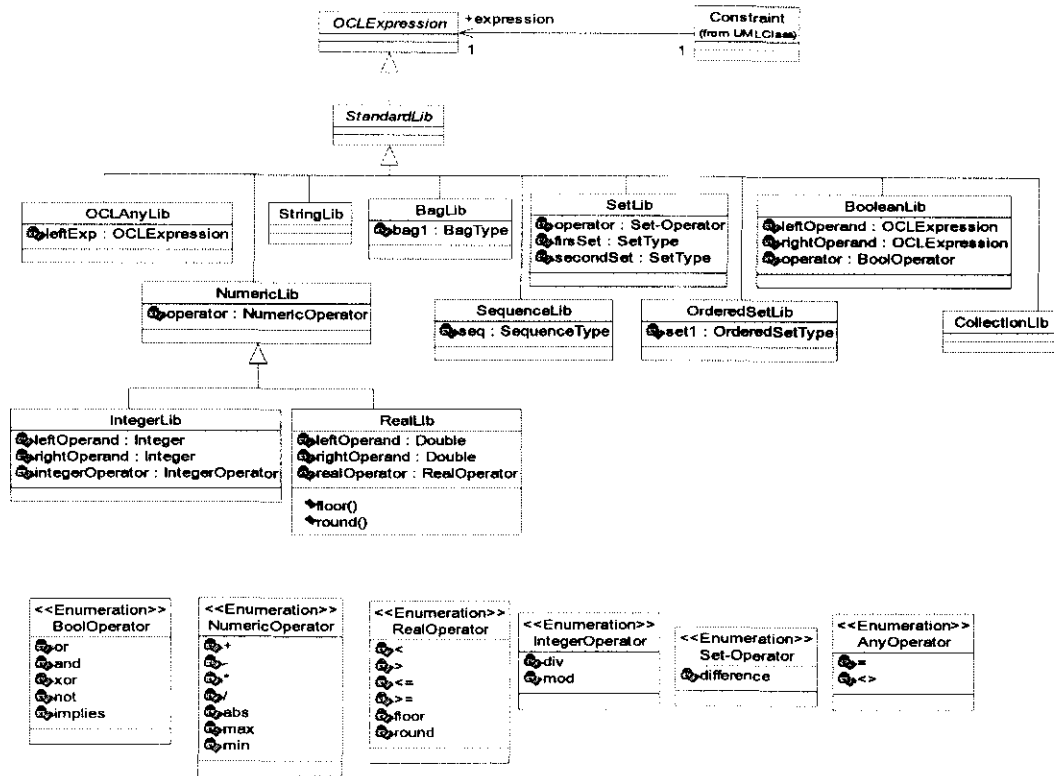 OCLExpression
+expression
1
1
Constraint
(from UMLClass)
StandardLib
OCLAnyLib
leftExp : OCLExpression
StringLib
BagLib
bag1 : BagType
SetLib
operator : Set-Operator
firsSet : SetType
secondSet : SetType
BooleanLib
leftOperand : OCLExpression
rightOperand : OCLExpression
operator : BoolOperator
NumericLib
operator : NumericOperator
SequenceLib
seq : SequenceType
OrderedSetLib
set1 : OrderedSetType
CollectionLib
IntegerLib
leftOperand : Integer
rightOperand : Integer
integerOperator : IntegerOperator
RealLib
leftOperand : Double
rightOperand : Double
realOperator : RealOperator
floor()
round()
<<Enumeration>>
BoolOperator
or
and
xor
not
implies
<<Enumeration>>
NumericOperator
+
-
*
/
abs
max
min
<<Enumeration>>
RealOperator
<
>
<=
>=
floor
round
<<Enumeration>>
IntegerOperator
div
mod
<<Enumeration>>
Set-Operator
difference
<<Enumeration>>
AnyOperator
=
<>